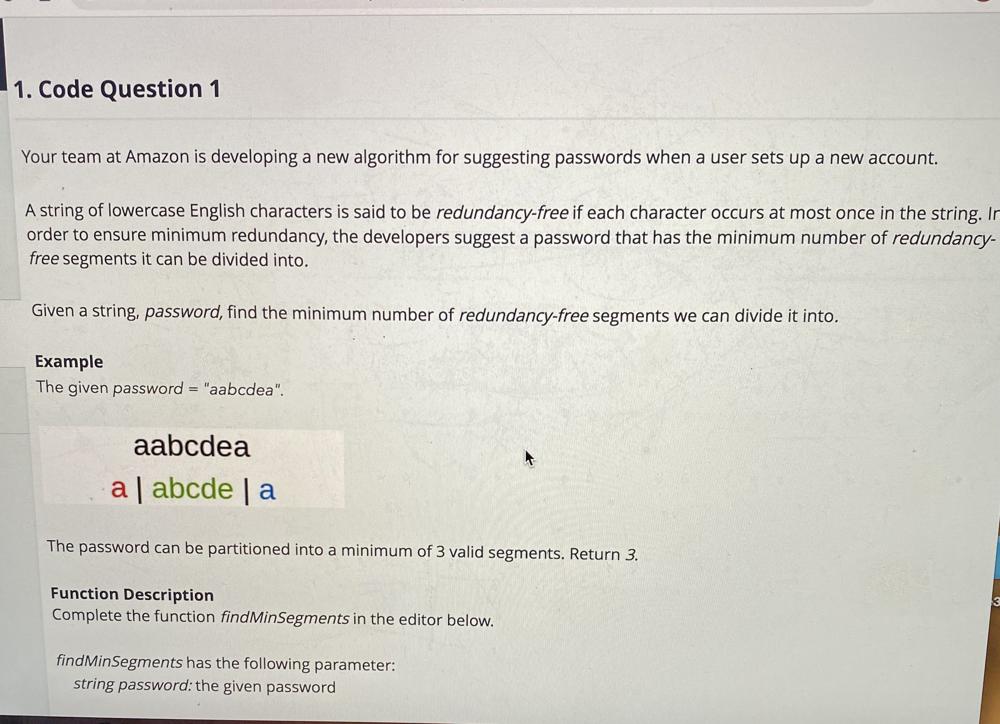 1. Code Question 1
Your team at Amazon is developing a new algorithm for suggesting passwords when a user sets up a new account.
A string of lowercase English characters is said to be redundancy-free if each character occurs at most once in the string.
order to ensure minimum redundancy, the developers suggest a password that has the minimum number of redundancy-
free segments it can be divided into.
Given a string, password, find the minimum number of redundancy-free segments we can divide it into.
Example
The given password = "aabcdea".
aabcdea
a | abcde | a
The password can be partitioned into a minimum of 3 valid segments. Return 3.
Function Description
Complete the function findMinSegments in the editor below.
findMinSegments has the following parameter:
string password: the given password